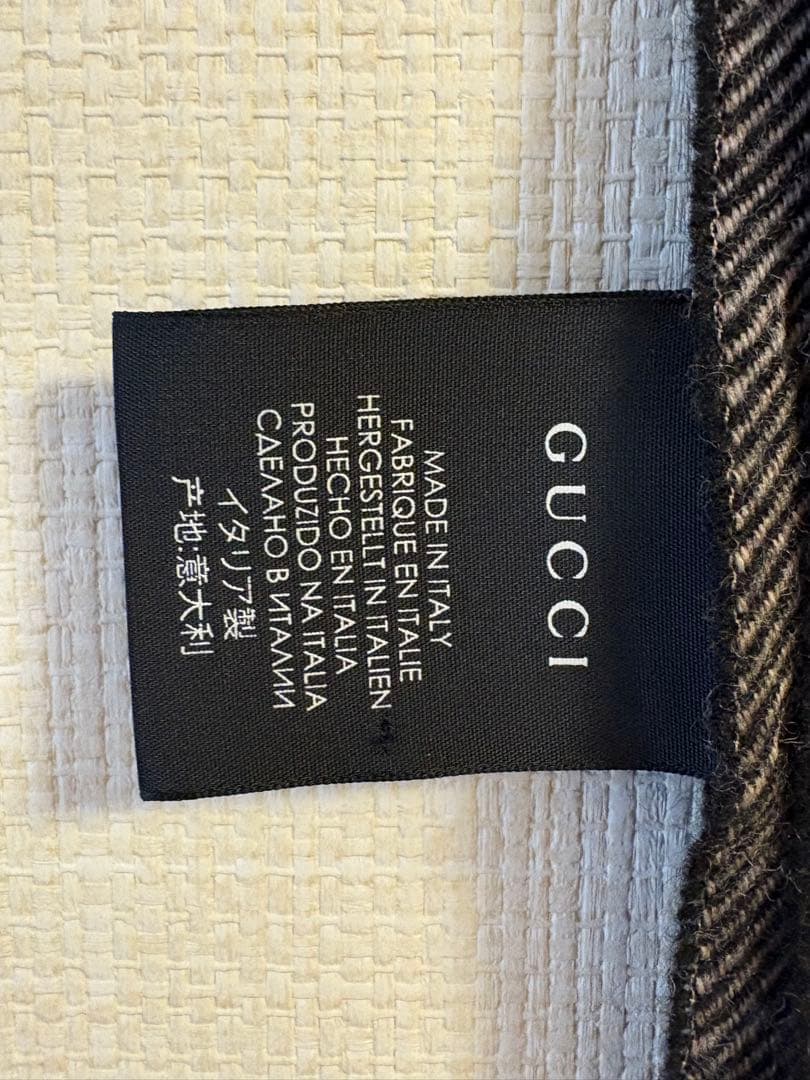 GUCCI
MADE IN ITALY
FABRIQUE EN ITALIE
HERGESTELLT IN ITALIEN
HECHO EN ITALIA
PRODUZIDO NA ITALIA
СДЕЛАНО В ИТАЛИИ
イタリア製
产地:意大利